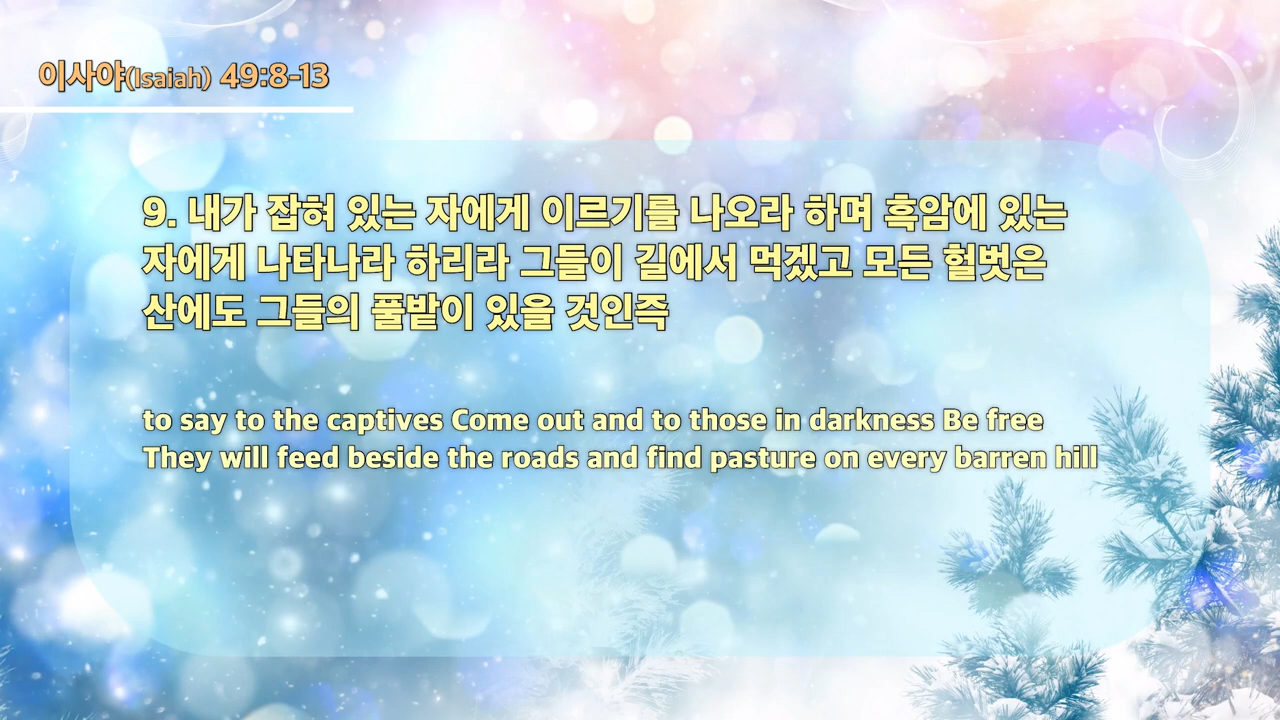 이사야(Isaiah) 49:8-13
9. 내가 잡혀 있는 자에게 이르기를 나오라 하며 흑암에 있는
자에게 나타나라 하리라 그들이 길에서 먹겠고 모든 헐벗은
산에도 그들의 풀밭이 있을 것인즉
to say to the captives Come out and to those in darkness Be free
They will feed beside the roads and find pasture on every barren hill